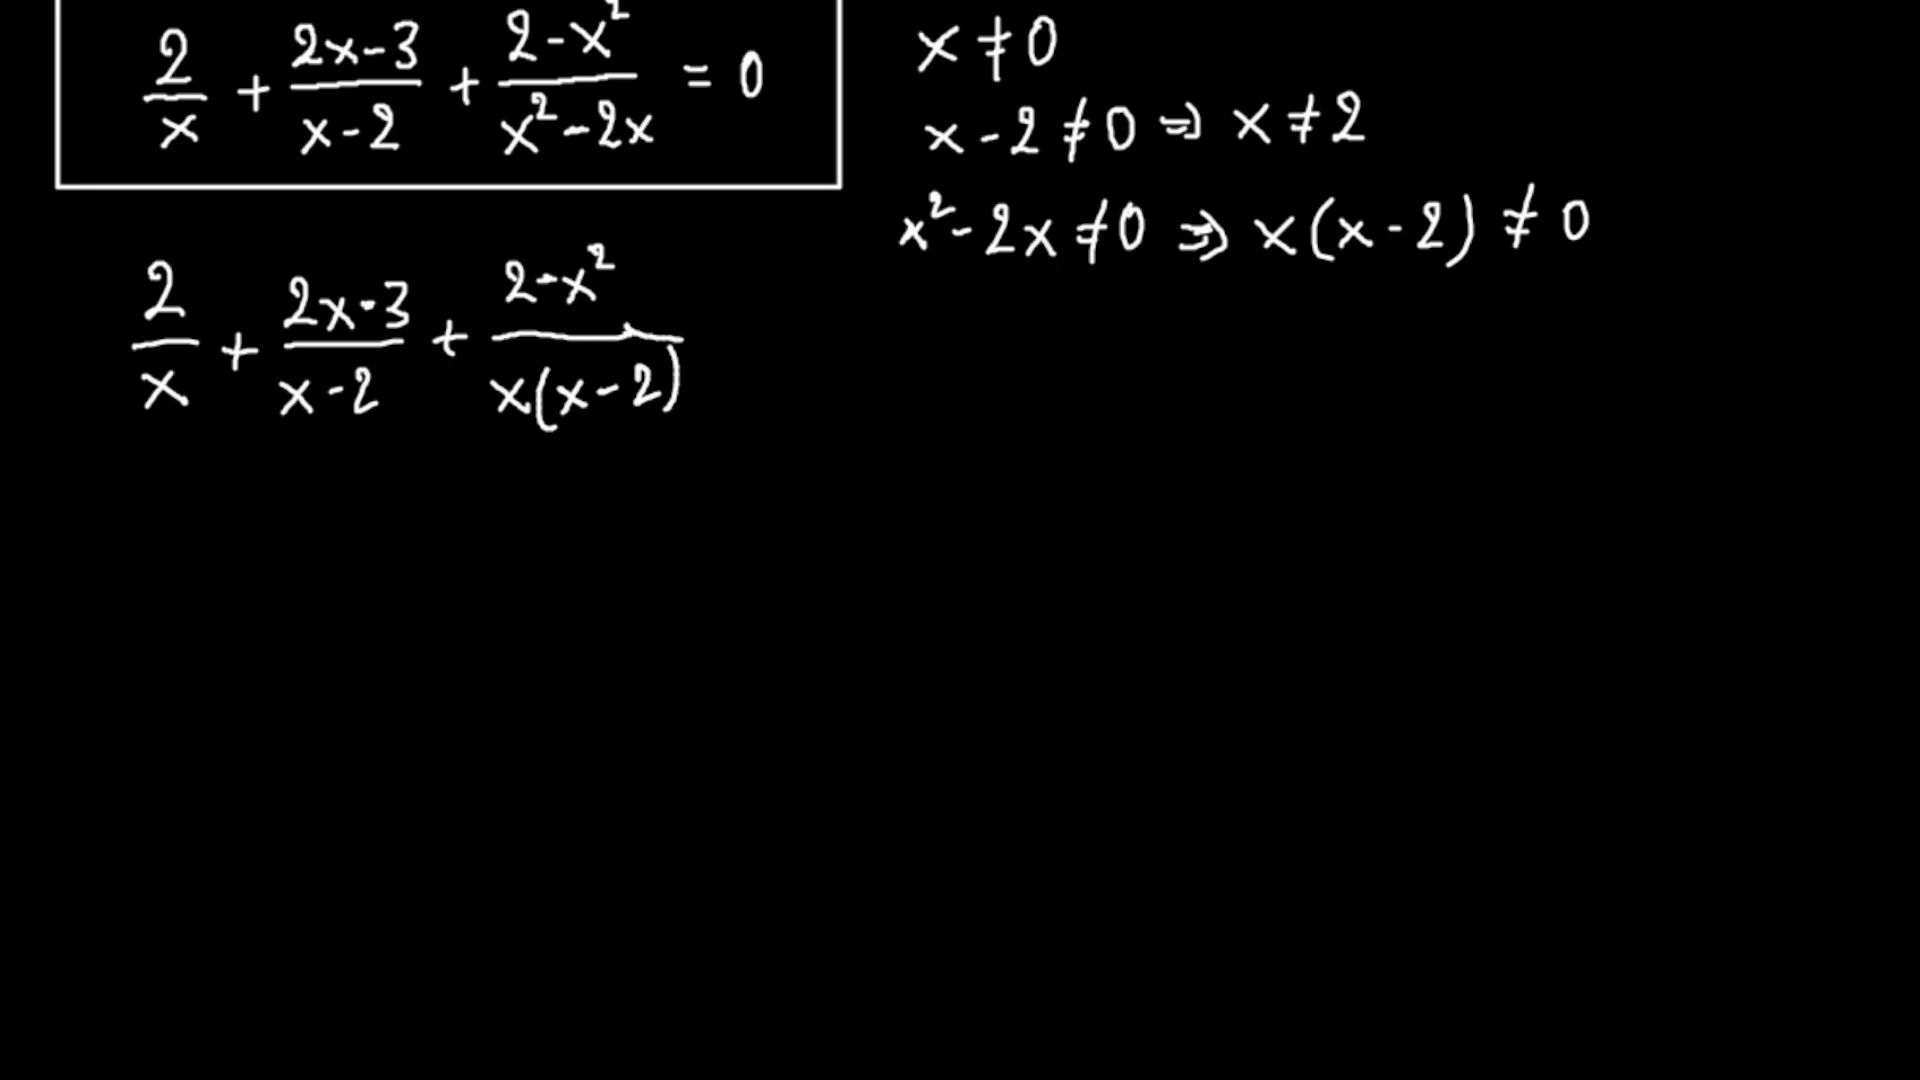 2/x + (2x-3)/(x-2) + (2-x²)/(x²-2x) = 0
x ≠ 0
x - 2 ≠ 0 ⇒ x ≠ 2
x² - 2x ≠ 0 ⇒ x(x-2) ≠ 0
2/x + (2x-3)/(x-2) + (2-x²)/(x(x-2))